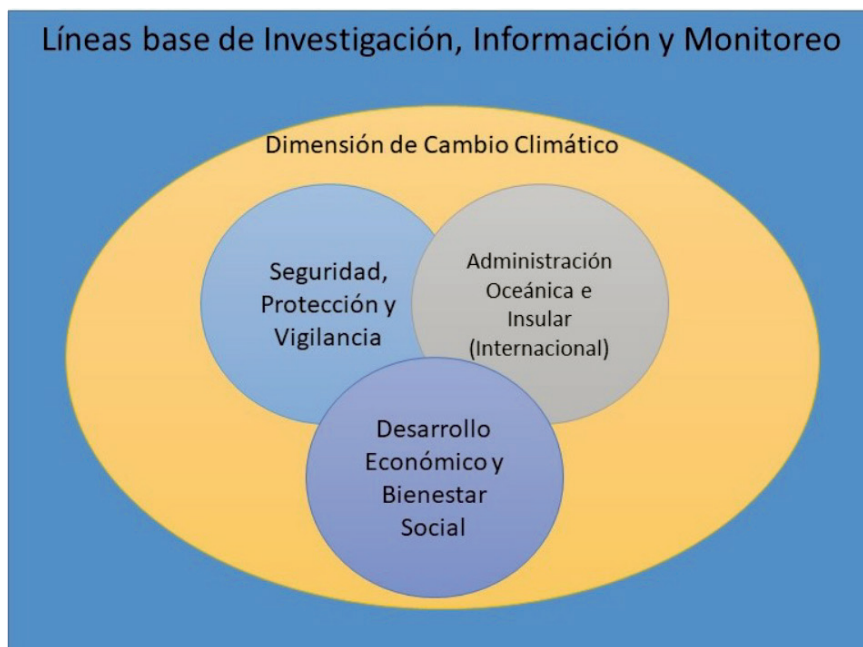 Líneas base de Investigación, Información y Monitoreo
Dimensión de Cambio Climático
Seguridad,
Protección y
Vigilancia
Administración
Oceánica e
Insular
(Internacional)
Desarrollo
Económico y
Bienestar
Social